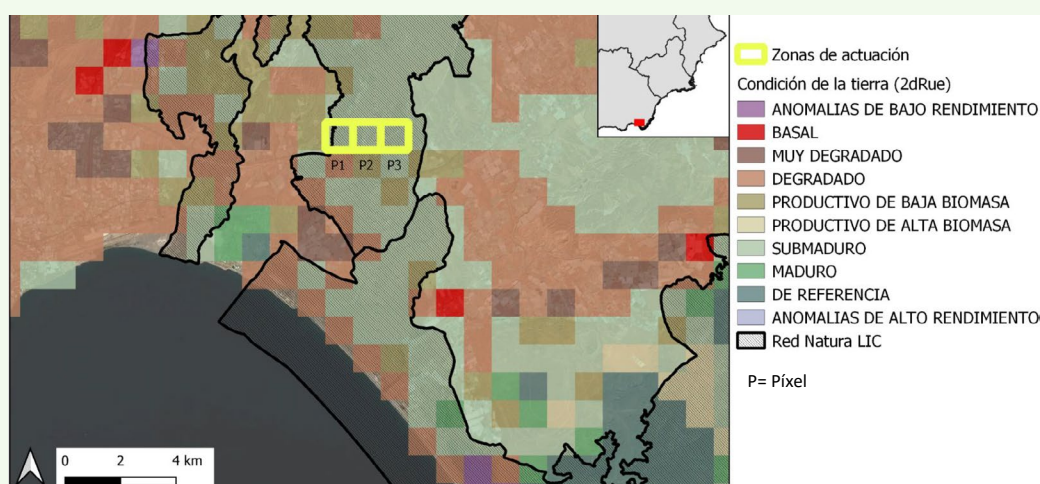 P1 P2 P3
0 2 4 km
Zonas de actuación
Condición de la tierra (2dRue)
ANOMALIAS DE BAJO RENDIMIENTO
BASAL
MUY DEGRADADO
DEGRADADO
PRODUCTIVO DE BAJA BIOMASA
PRODUCTIVO DE ALTA BIOMASA
SUBMADURO
MADURO
DE REFERENCIA
ANOMALIAS DE ALTO RENDIMIENTO
Red Natura LIC
P= Píxel